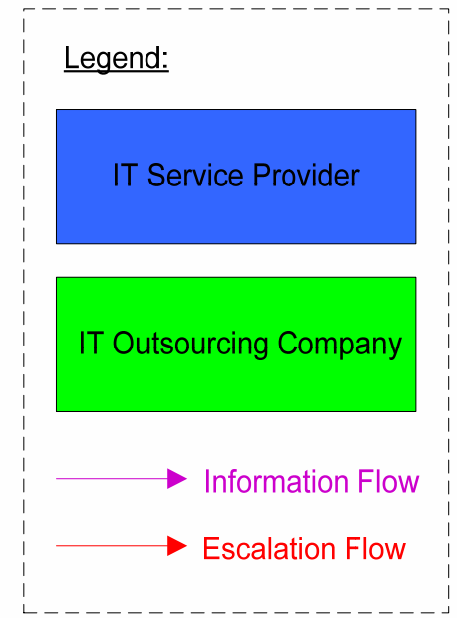 Legend:
IT Service Provider
IT Outsourcing Company
Information Flow
Escalation Flow